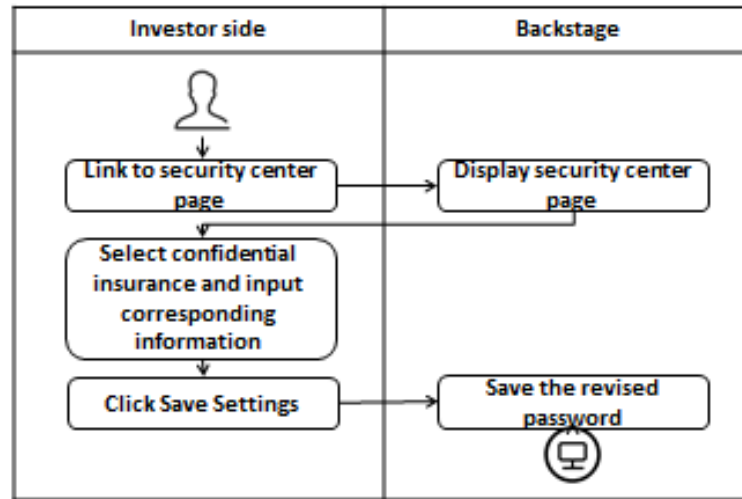 Investor side
Backstage
Link to security center
page
Display security center
page
Select confidential
insurance and input
corresponding
information
Click Save Settings
Save the revised
password